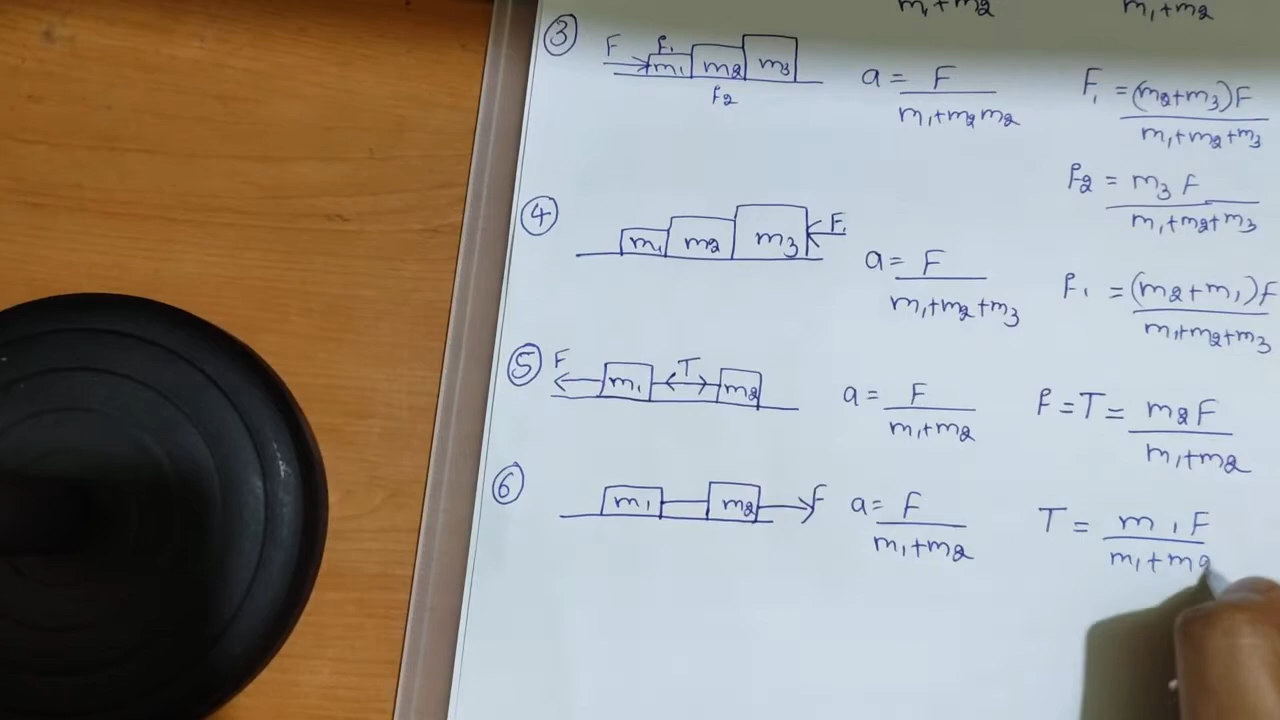 m₁+m₂ m₁+m₂
③ F f₁ m₁ m₂ m₃ f₂ a = F / m₁+m₂m₂ F₁ = (m₂+m₃)F / m₁+m₂+m₃
f₂ = m₃ F / m₁+m₂+m₃
④ m₁ m₂ m₃ F₁ a = F / m₁+m₂+m₃ f₁ = (m₂+m₁)F / m₁+m₂+m₃
⑤ F m₁ T m₂ a = F / m₁+m₂ f = T = m₂F / m₁+m₂
⑥ m₁ m₂ F a = F / m₁+m₂ T = m₁F / m₁+m₂